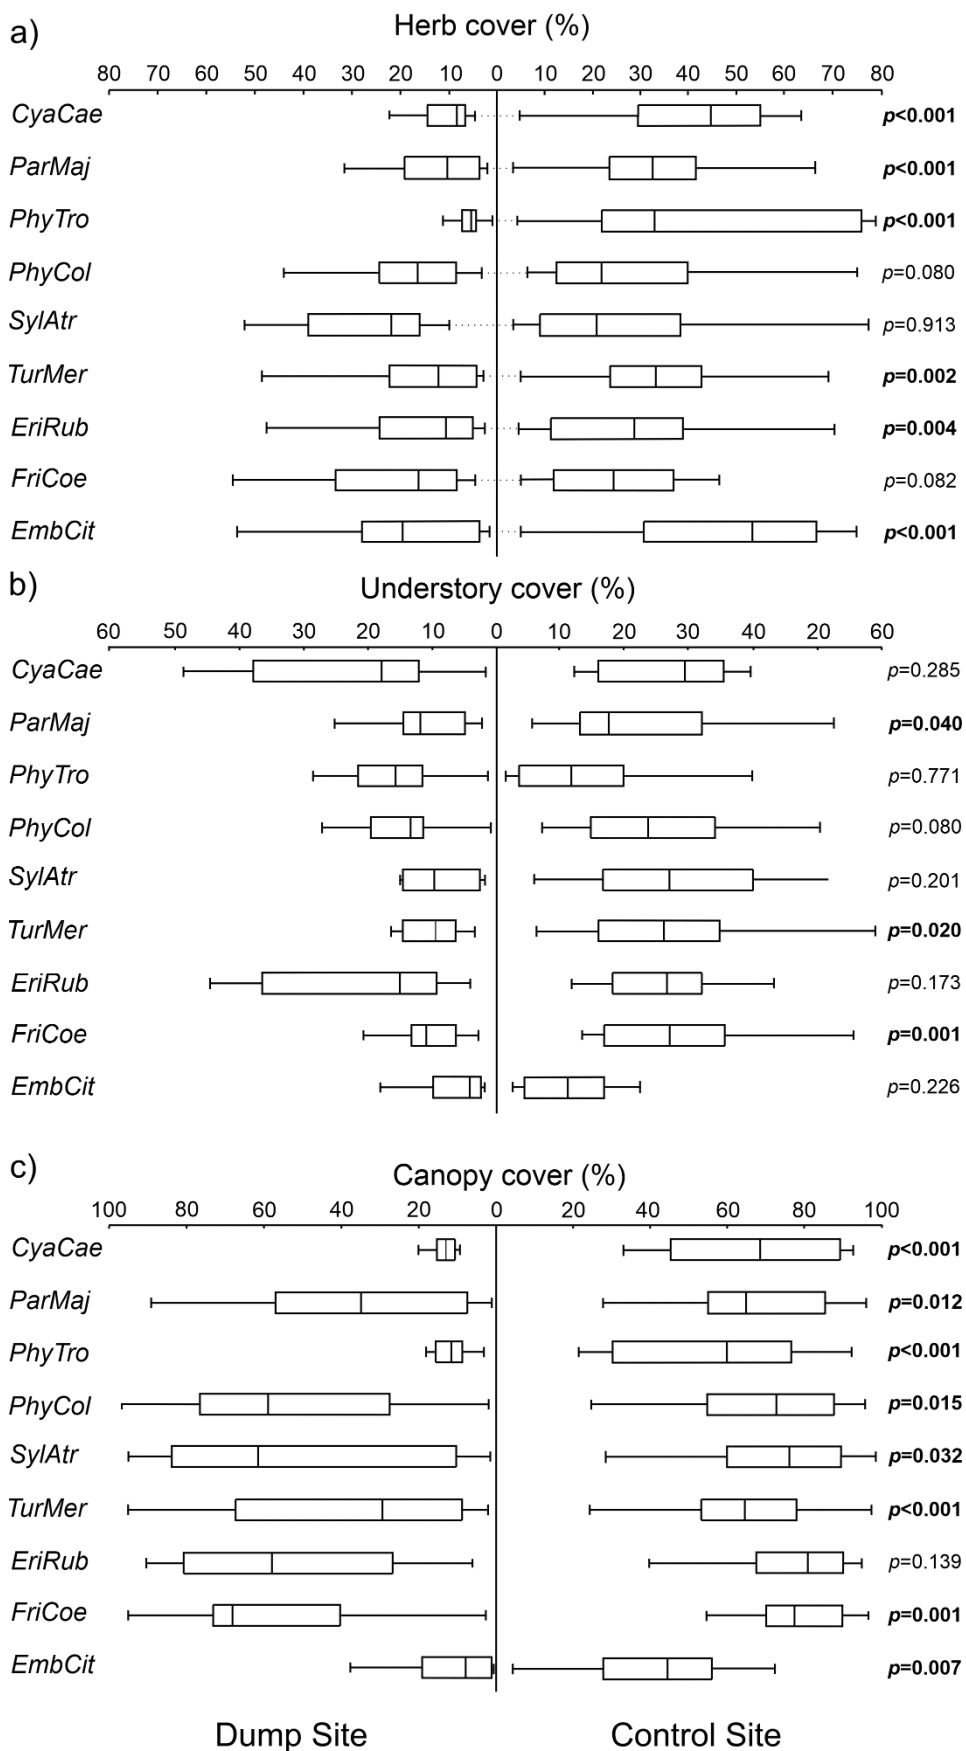 a)
Herb cover (%)
80 70 60 50 40 30 20 10 0 10 20 30 40 50 60 70 80
CyaCae p<0.001
ParMaj p<0.001
PhyTro p<0.001
PhyCol p=0.080
SylAtr p=0.913
TurMer p=0.002
EriRub p=0.004
FriCoe p=0.082
EmbCit p<0.001
b)
Understory cover (%)
60 50 40 30 20 10 0 10 20 30 40 20 60
CyaCae p=0.285
ParMaj p=0.040
PhyTro p=0.771
PhyCol p=0.080
SylAtr p=0.201
TurMer p=0.020
EriRub p=0.173
FriCoe p=0.001
EmbCit p=0.226
c)
Canopy cover (%)
100 80 60 40 20 0 20 40 60 80 100
CyaCae p<0.001
ParMaj p=0.012
PhyTro p<0.001
PhyCol p=0.015
SylAtr p=0.032
TurMer p<0.001
EriRub p=0.139
FriCoe p=0.001
EmbCit p=0.007
Dump Site Control Site